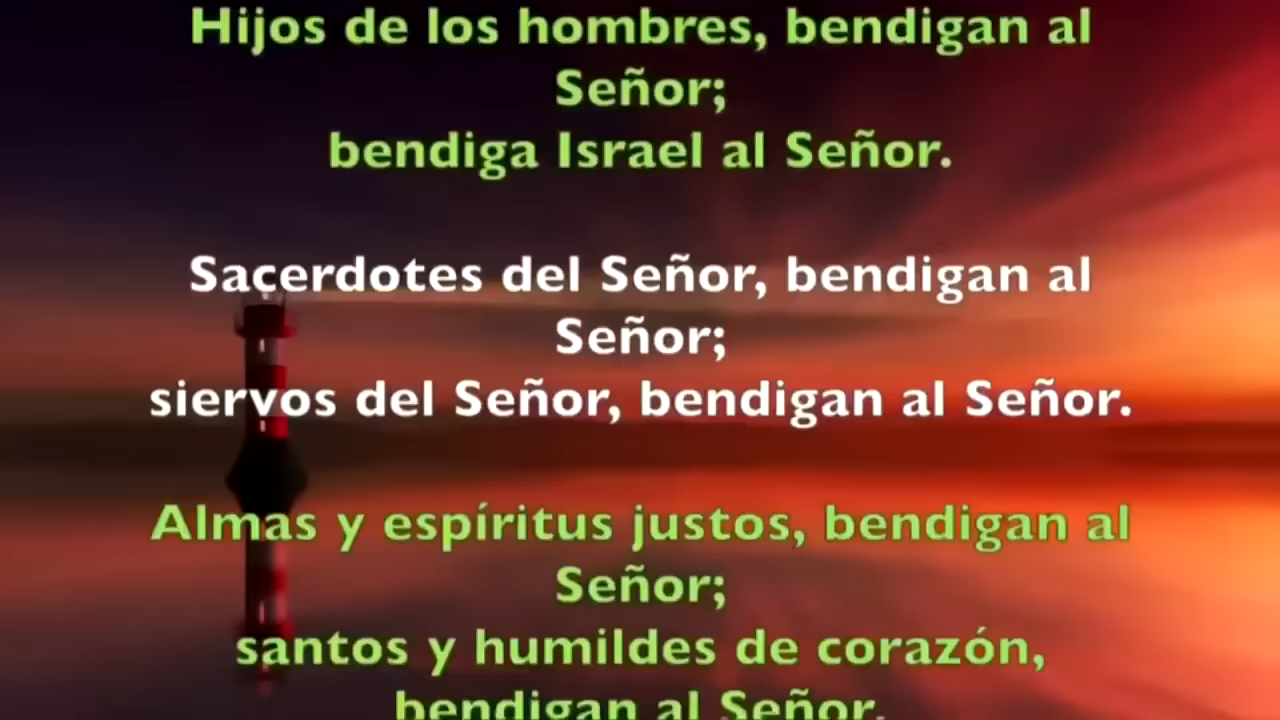 Hijos de los hombres, bendigan al
Señor;
bendiga Israel al Señor.
Sacerdotes del Señor, bendigan al
Señor;
siervos del Señor, bendigan al Señor.
Almas y espíritus justos, bendigan al
Señor;
santos y humildes de corazón,
bendigan al Señor.